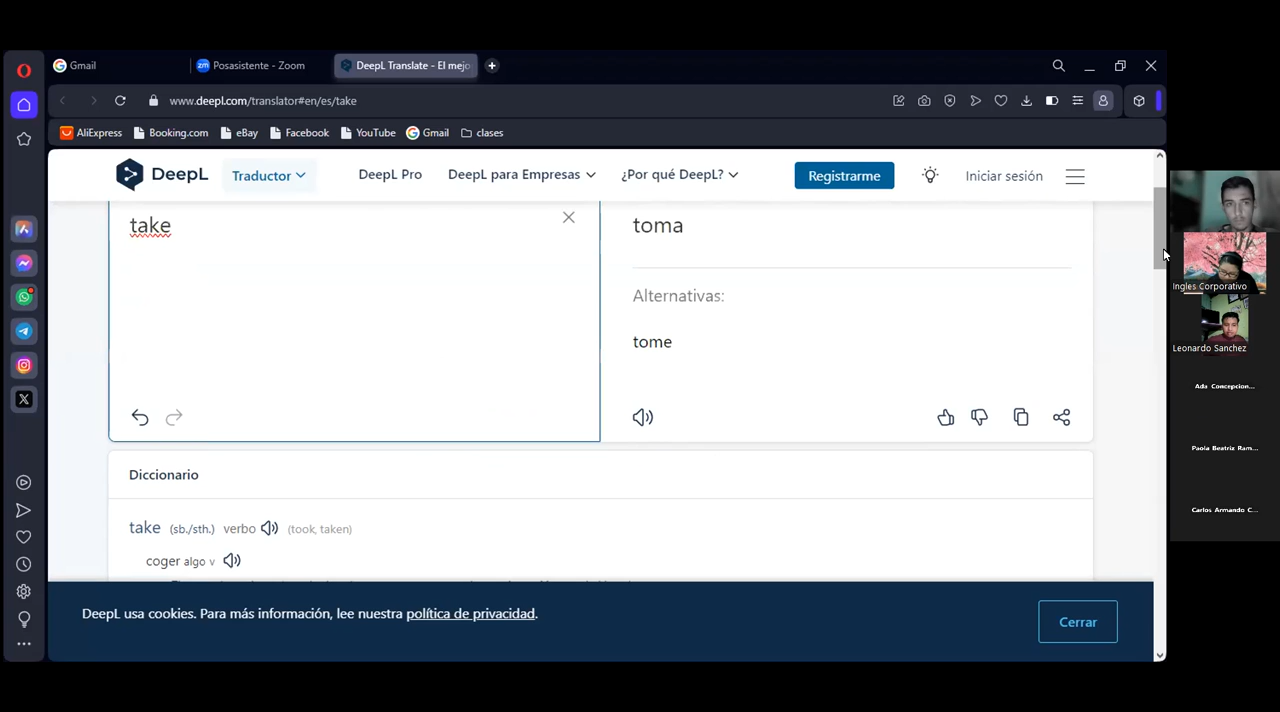 Gmail
Posasistente - Zoom
DeepL Translate - El mejo
www.deepl.com/translator#en/es/take
AliExpress
Booking.com
eBay
Facebook
YouTube
Gmail
clases
DeepL
Traductor
DeepL Pro
DeepL para Empresas
¿Por qué DeepL?
Registrarme
Iniciar sesión
take
toma
Alternativas:
tome
Diccionario
take (sb./sth.) verbo (took, taken)
coger algo v
DeepL usa cookies. Para más información, lee nuestra política de privacidad.
Cerrar
Ingles Corporativo
Leonardo Sanchez
Ada Concepcion...
Paola Beatriz Ram...
Carlos Armando C...